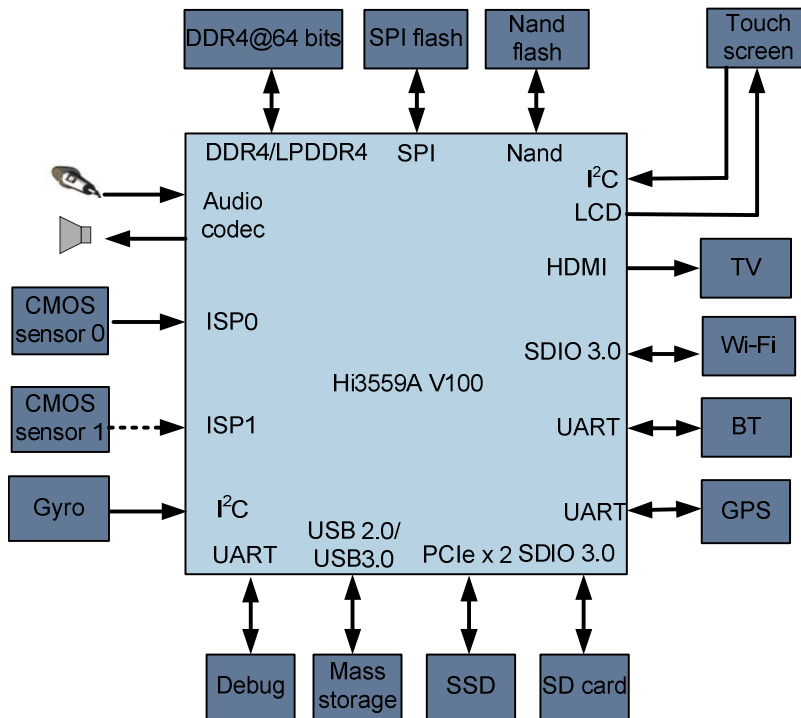 DDR4@64 bits
SPI flash
Nand
flash
Touch
screen
DDR4/LPDDR4
SPI
Nand
I²C
LCD
Audio
codec
HDMI
TV
CMOS
sensor 0
ISP0
SDIO 3.0
Wi-Fi
Hi3559A V100
CMOS
sensor 1
ISP1
UART
BT
Gyro
I²C
UART
GPS
UART
USB 2.0/
USB3.0
PCIe x 2
SDIO 3.0
Debug
Mass
storage
SSD
SD card